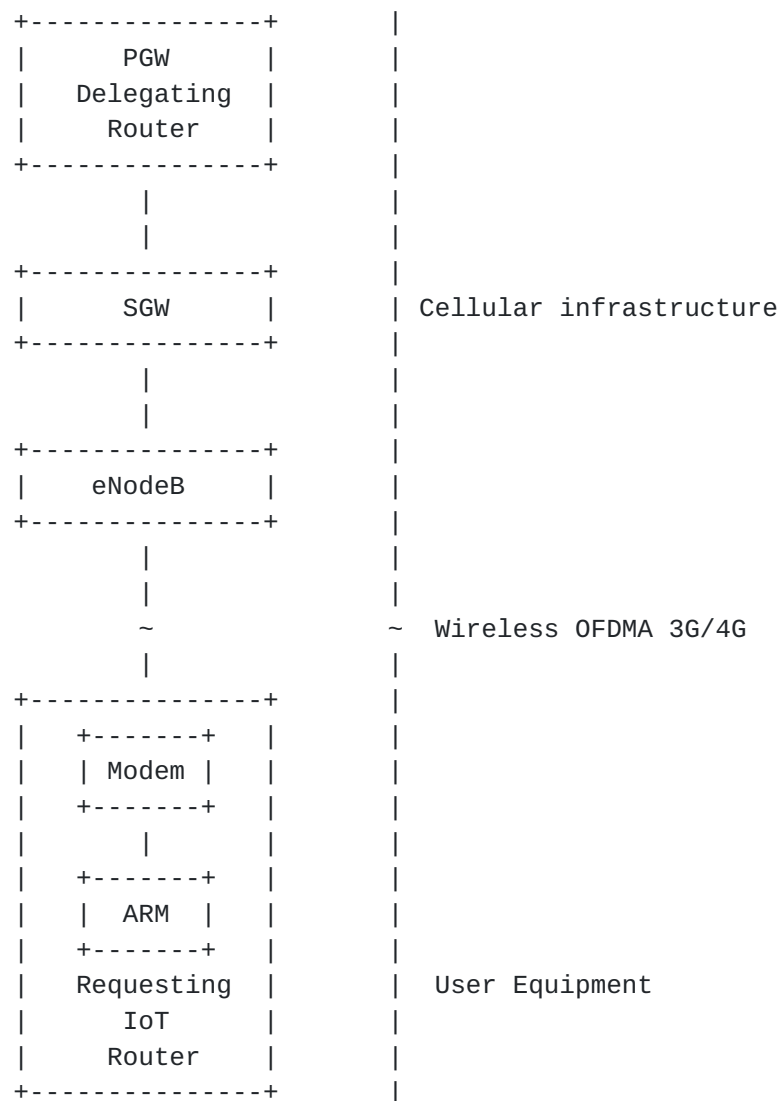 PGW
Delegating
Router
SGW
Cellular infrastructure
eNodeB
~ ~ Wireless OFDMA 3G/4G
Modem
ARM
Requesting User Equipment
IoT
Router